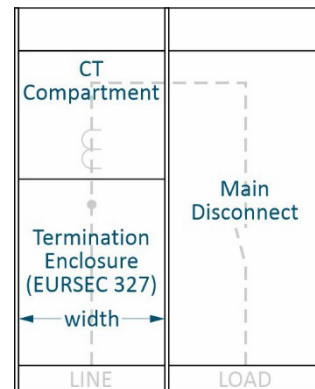 CT
Compartment
Main
Disconnect
Termination
Enclosure
(EURSEC 327)
width
LINE
LOAD